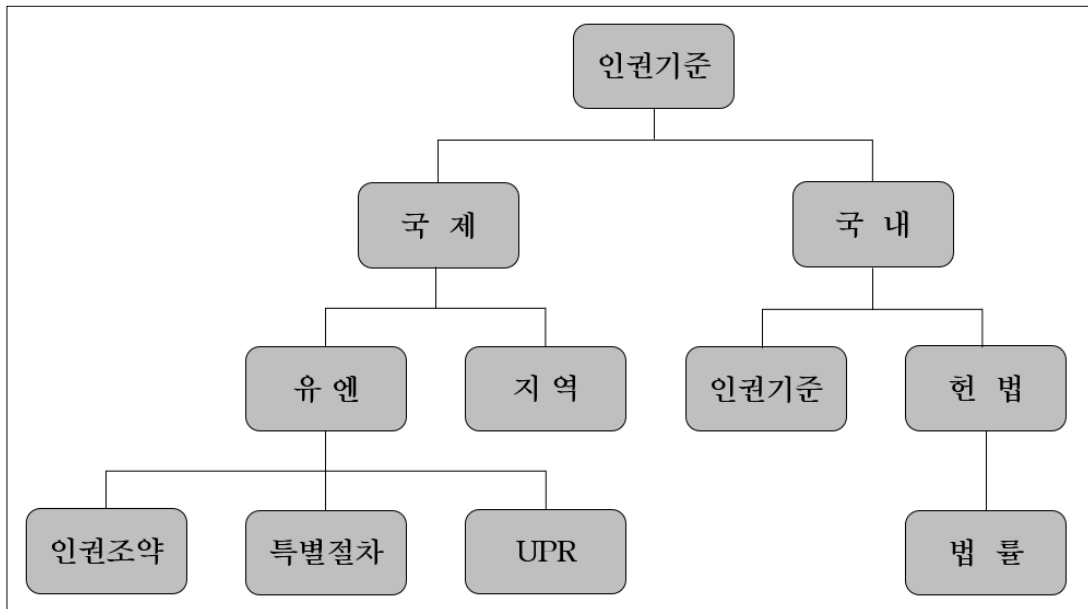 인권기준
국 제
국 내
유 엔
지 역
인권기준
헌 법
인권조약
특별절차
UPR
법 률